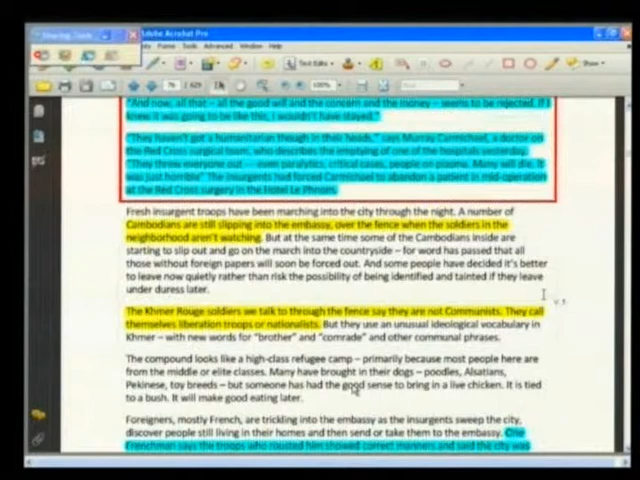 Adobe Acrobat Pro
Forms Tools Advanced Window Help
Text Edits
Show
76 / 629
100%
"And now, all that – all the good will and the concern and the money – seems to be rejected. If I
knew it was going to be like this, I wouldn't have stayed."
"They haven't got a humanitarian though in their heads," says Murray Carmichael, a doctor on
the Red Cross surgical team, who describes the emptying of one of the hospitals yesterday.
"They threw everyone out – even paralytics, critical cases, people on plasma. Many will die. It
was just horrible" The insurgents had forced Carmichael to abandon a patient in mid-operation
at the Red Cross surgery in the Hotel Le Phnom.
Fresh insurgent troops have been marching into the city through the night. A number of
Cambodians are still slipping into the embassy, over the fence when the soldiers in the
neighborhood aren't watching. But at the same time some of the Cambodians inside are
starting to slip out and go on the march into the countryside – for word has passed that all
those without foreign papers will soon be forced out. And some people have decided it's better
to leave now quietly rather than risk the possibility of being identified and tainted if they leave
under duress later.
The Khmer Rouge soldiers we talk to through the fence say they are not Communists. They call
themselves liberation troops or nationalists. But they use an unusual ideological vocabulary in
Khmer – with new words for "brother" and "comrade" and other communal phrases.
The compound looks like a high-class refugee camp – primarily because most people here are
from the middle or elite classes. Many have brought in their dogs – poodles, Alsatians,
Pekinese, toy breeds – but someone has had the good sense to bring in a live chicken. It is tied
to a bush. It will make good eating later.
Foreigners, mostly French, are trickling into the embassy as the insurgents sweep the city,
discover people still living in their homes and then send or take them to the embassy. One
Frenchman says the troops who rousted him showed correct manners and said the city was